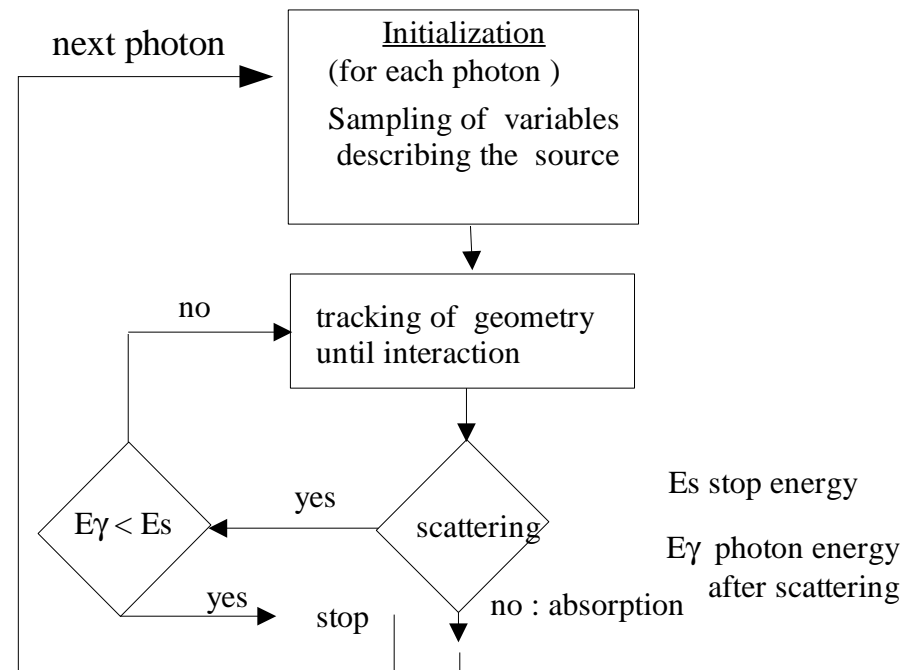 next photon
Initialization
(for each photon )
Sampling of variables
describing the source
no
tracking of geometry
until interaction
yes
Eγ < Es
scattering
Es stop energy
Eγ photon energy
after scattering
yes
stop
no : absorption